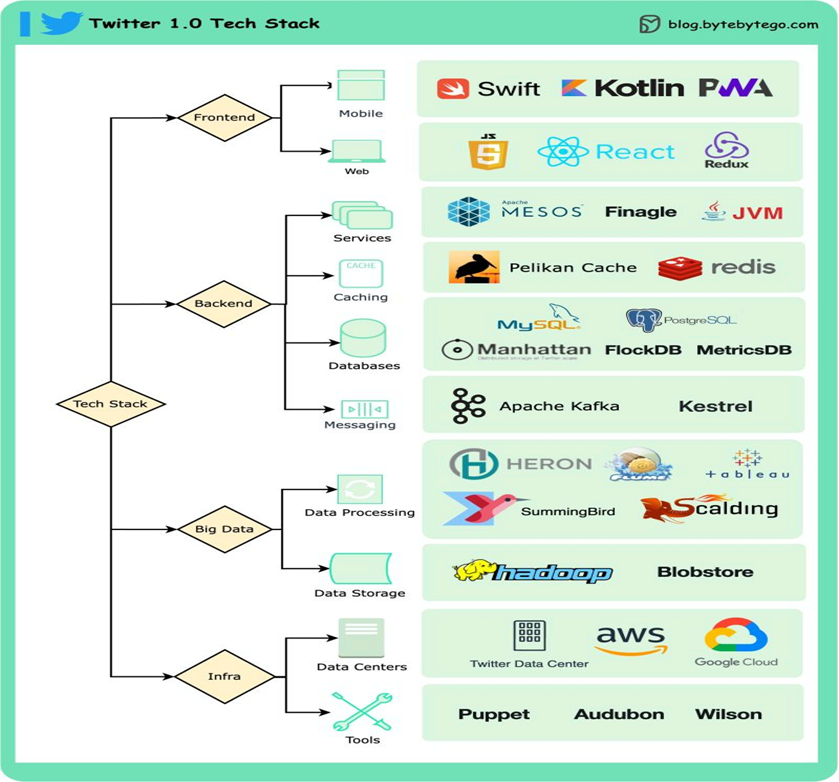 Twitter 1.0 Tech Stack
blog.bytebytego.com
Tech Stack
Frontend
Mobile
Swift Kotlin PWA
Web
JS
React
Redux
Backend
Services
Apache
MESOS Finagle JVM
Caching
CACHE
Pelikan Cache redis
Databases
MySQL PostgreSQL
Manhattan FlockDB MetricsDB
Distributed storage at Twitter scale
Messaging
Apache Kafka Kestrel
Big Data
Data Processing
HERON flume tableau
SummingBird Scalding
Data Storage
hadoop Blobstore
Infra
Data Centers
Twitter Data Center aws Google Cloud
Tools
Puppet Audubon Wilson